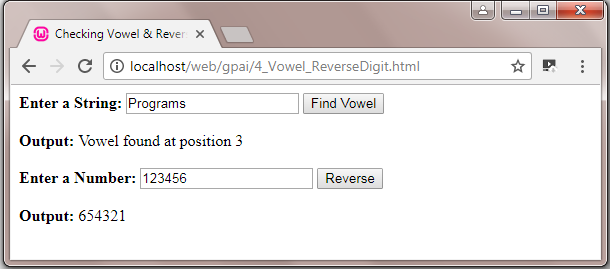 Checking Vowel & Rever
localhost/web/gpai/4_Vowel_ReverseDigit.html
Enter a String: Programs Find Vowel
Output: Vowel found at position 3
Enter a Number: 123456 Reverse
Output: 654321